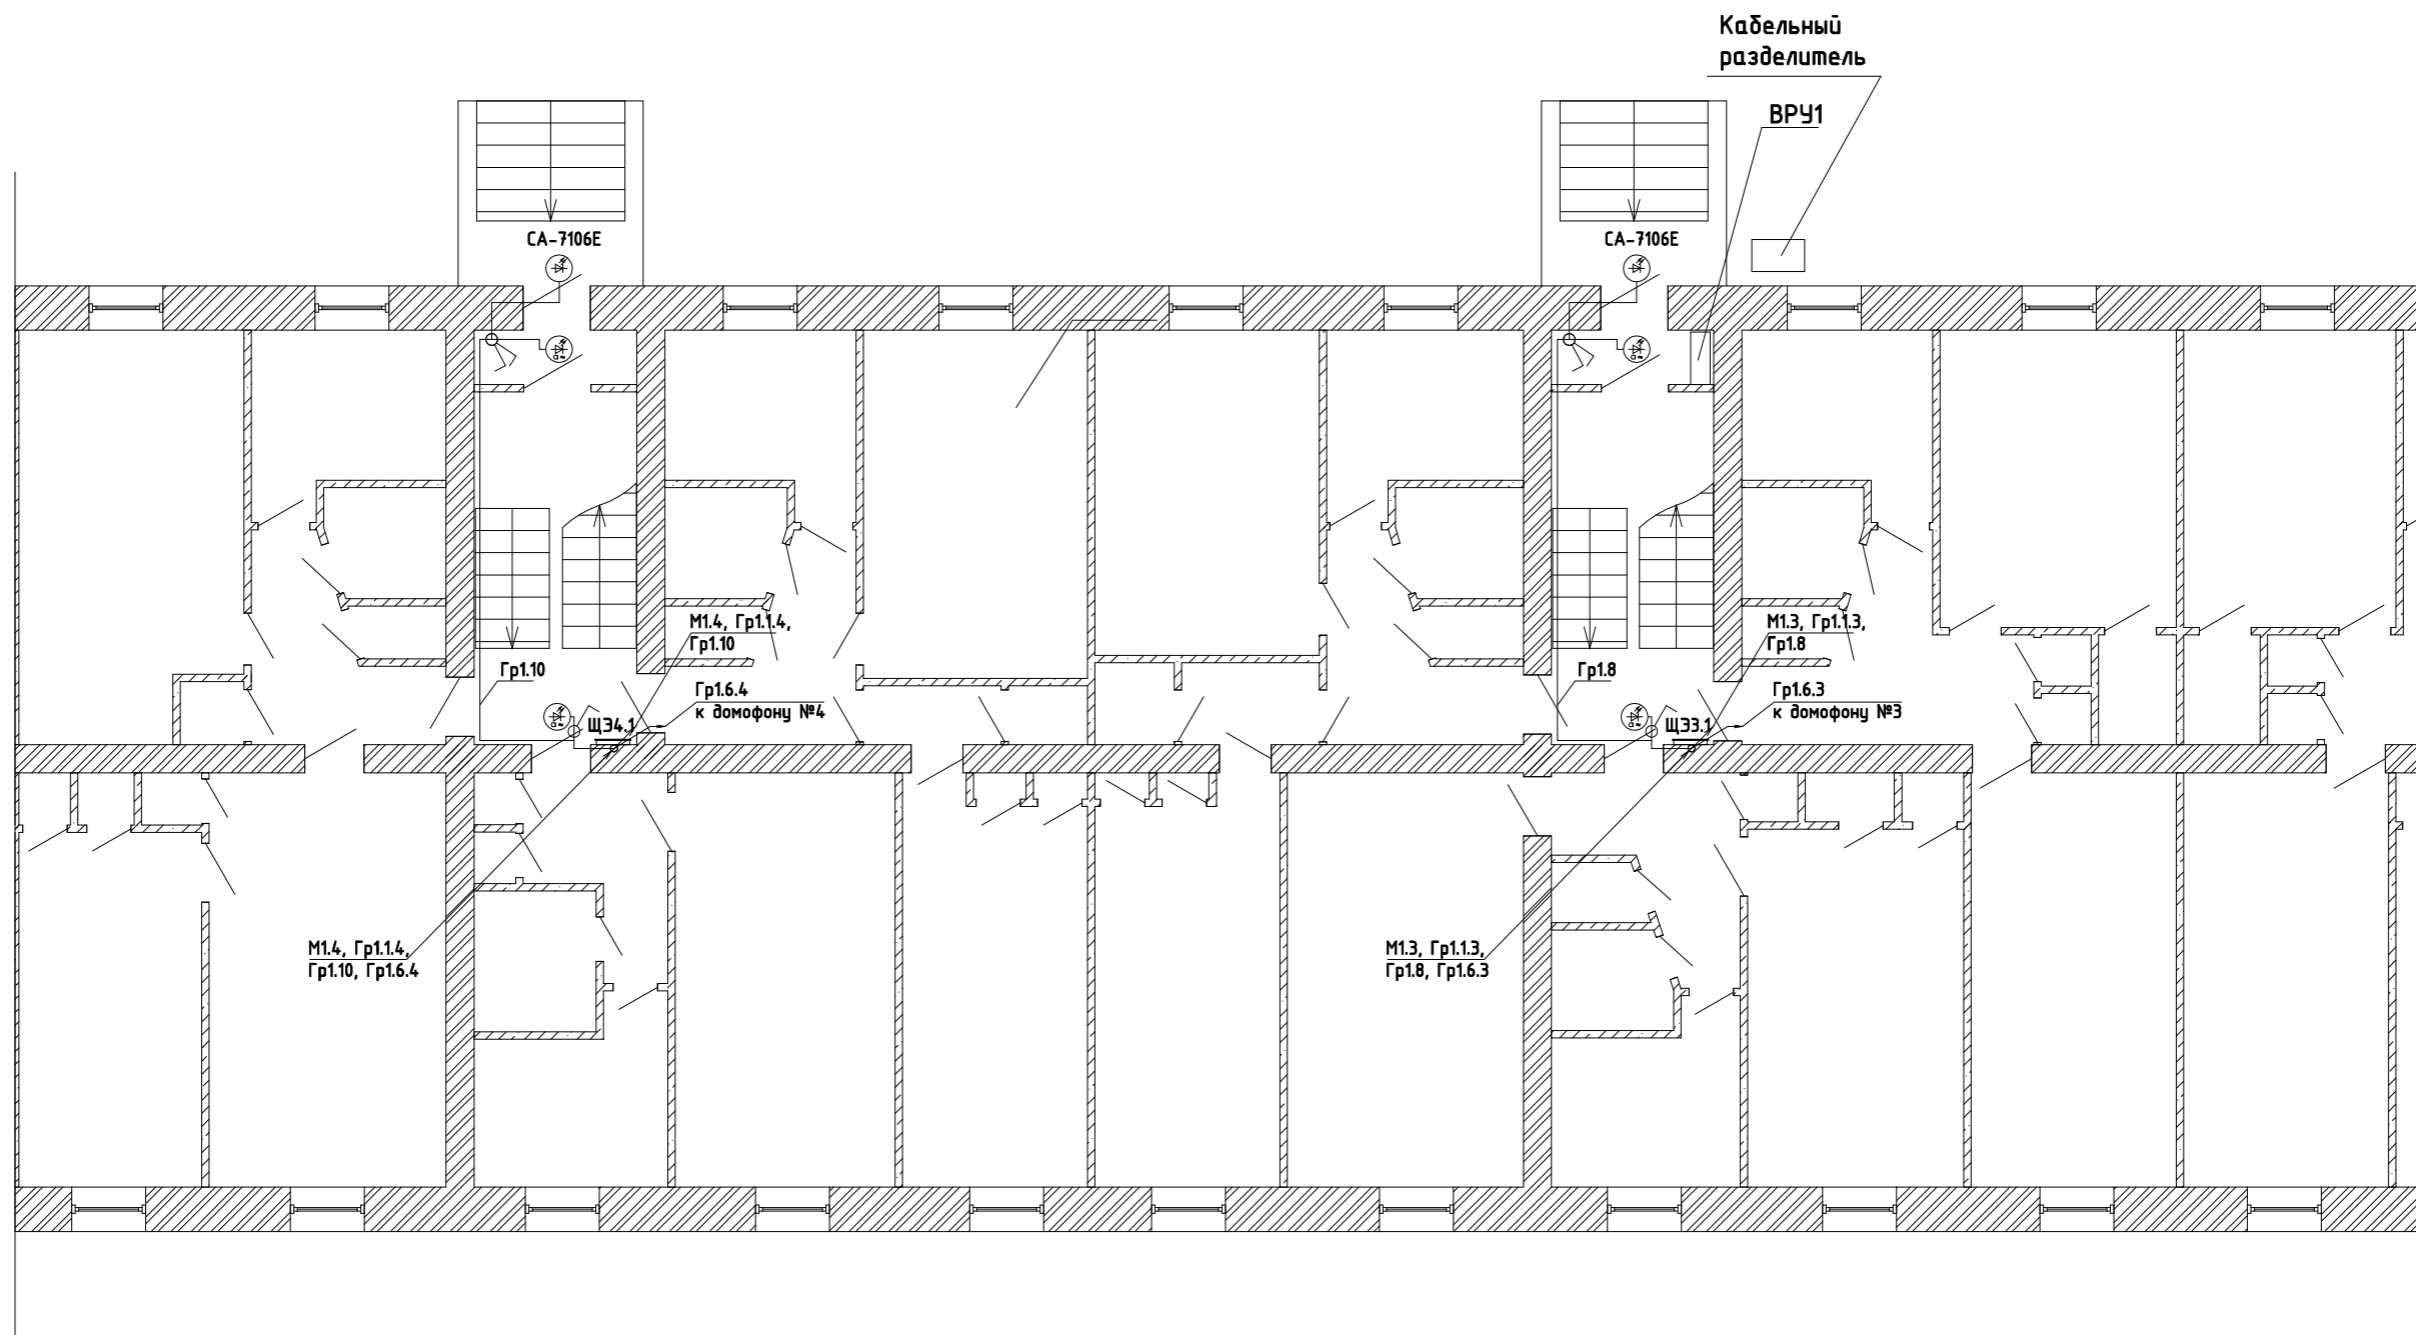 Кабельный
разделитель
ВРУ1
СА-7106Е
СА-7106Е
М1.4, Гр1.1.4,
Гр1.10
М1.3, Гр1.1.3,
Гр1.8
Гр1.10
Гр1.6.4
к домофону №4
Гр1.8
Гр1.6.3
к домофону №3
ЩЭ4.1
ЩЭ3.1
М1.4, Гр1.1.4,
Гр1.10, Гр1.6.4
М1.3, Гр1.1.3,
Гр1.8, Гр1.6.3